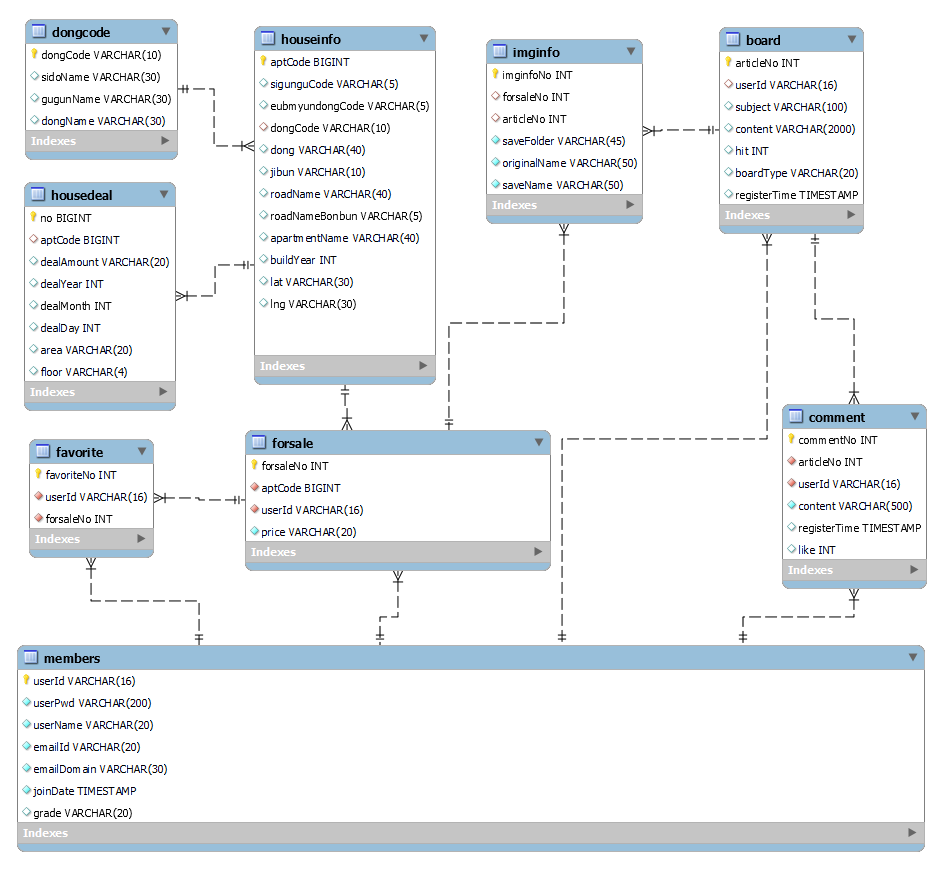 dongcode
dongCode VARCHAR(10)
sidoName VARCHAR(30)
gugunName VARCHAR(30)
dongName VARCHAR(30)
Indexes
houseinfo
aptCode BIGINT
sigunguCode VARCHAR(5)
eubmyundongCode VARCHAR(5)
dongCode VARCHAR(10)
dong VARCHAR(40)
jibun VARCHAR(10)
roadName VARCHAR(40)
roadNameBonbun VARCHAR(5)
apartmentName VARCHAR(40)
buildYear INT
lat VARCHAR(30)
lng VARCHAR(30)
Indexes
imginfo
imginfoNo INT
forsaleNo INT
articleNo INT
saveFolder VARCHAR(45)
originalName VARCHAR(50)
saveName VARCHAR(50)
Indexes
board
articleNo INT
userId VARCHAR(16)
subject VARCHAR(100)
content VARCHAR(2000)
hit INT
boardType VARCHAR(20)
registerTime TIMESTAMP
Indexes
housedeal
no BIGINT
aptCode BIGINT
dealAmount VARCHAR(20)
dealYear INT
dealMonth INT
dealDay INT
area VARCHAR(20)
floor VARCHAR(4)
Indexes
favorite
favoriteNo INT
userId VARCHAR(16)
forsaleNo INT
Indexes
forsale
forsaleNo INT
aptCode BIGINT
userId VARCHAR(16)
price VARCHAR(20)
Indexes
comment
commentNo INT
articleNo INT
userId VARCHAR(16)
content VARCHAR(500)
registerTime TIMESTAMP
like INT
Indexes
members
userId VARCHAR(16)
userPwd VARCHAR(200)
userName VARCHAR(20)
emailId VARCHAR(20)
emailDomain VARCHAR(30)
joinDate TIMESTAMP
grade VARCHAR(20)
Indexes